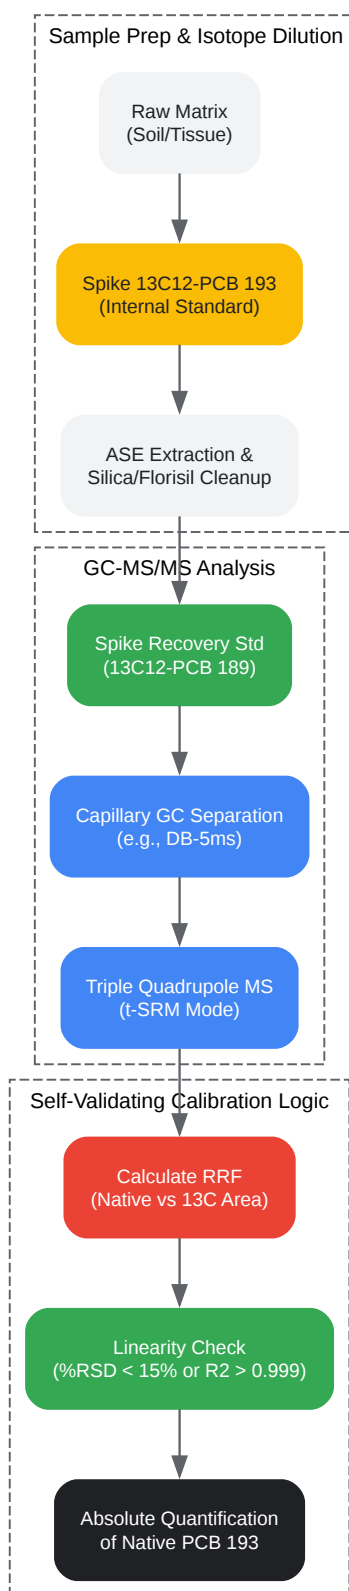 Sample Prep & Isotope Dilution
Raw Matrix
(Soil/Tissue)
Spike 13C12-PCB 193
(Internal Standard)
ASE Extraction &
Silica/Florisil Cleanup
GC-MS/MS Analysis
Spike Recovery Std
(13C12-PCB 189)
Capillary GC Separation
(e.g., DB-5ms)
Triple Quadrupole MS
(t-SRM Mode)
Self-Validating Calibration Logic
Calculate RRF
(Native vs 13C Area)
Linearity Check
(%RSD < 15% or R2 > 0.999)
Absolute Quantification
of Native PCB 193